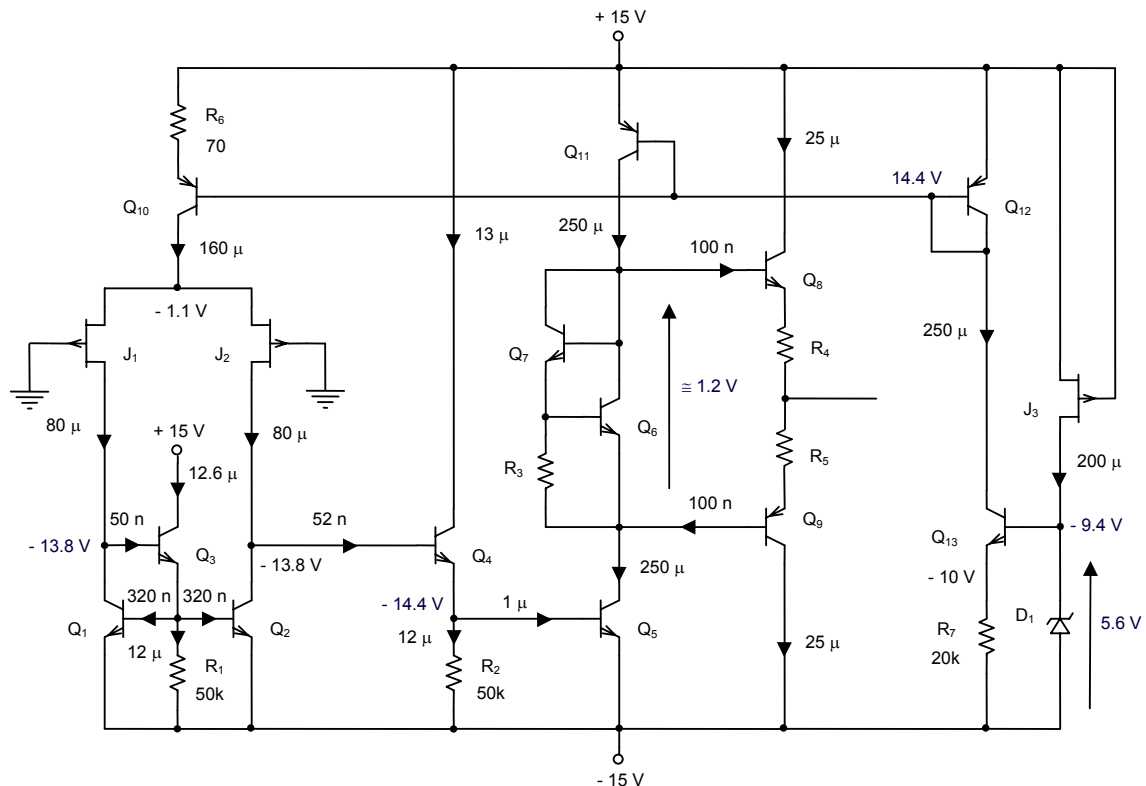 + 15 V
R6
70
Q11
25 µ
14.4 V
Q10
Q12
160 µ
13 µ
250 µ
100 n
Q8
- 1.1 V
J1
J2
Q7
R4
250 µ
≅ 1.2 V
J3
80 µ
+ 15 V
80 µ
Q6
R3
R5
200 µ
12.6 µ
50 n
52 n
100 n
Q9
- 9.4 V
- 13.8 V
Q3
- 13.8 V
Q4
Q13
250 µ
- 10 V
320 n
320 n
- 14.4 V
1 µ
Q1
Q2
Q5
D1
5.6 V
12 µ
R1
50k
12 µ
R2
50k
25 µ
R7
20k
- 15 V